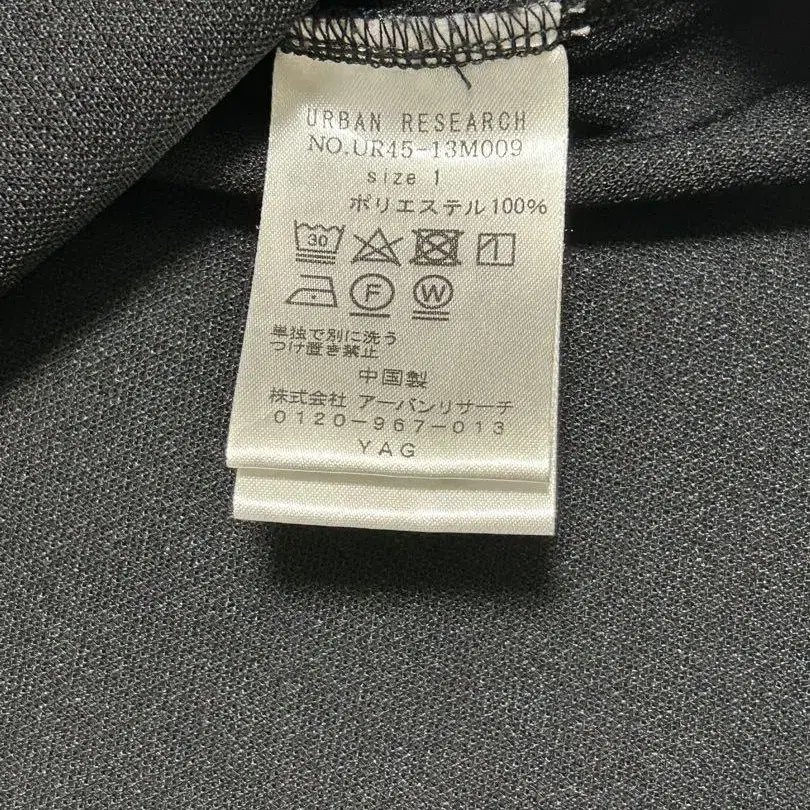 URBAN RESEARCH
NO.UR45-13M009
size 1
ポリエステル100%
30
F W
単独で別に洗う
つけ置き禁止
中国製
株式会社 アーバンリサーチ
0120-967-013
YAG